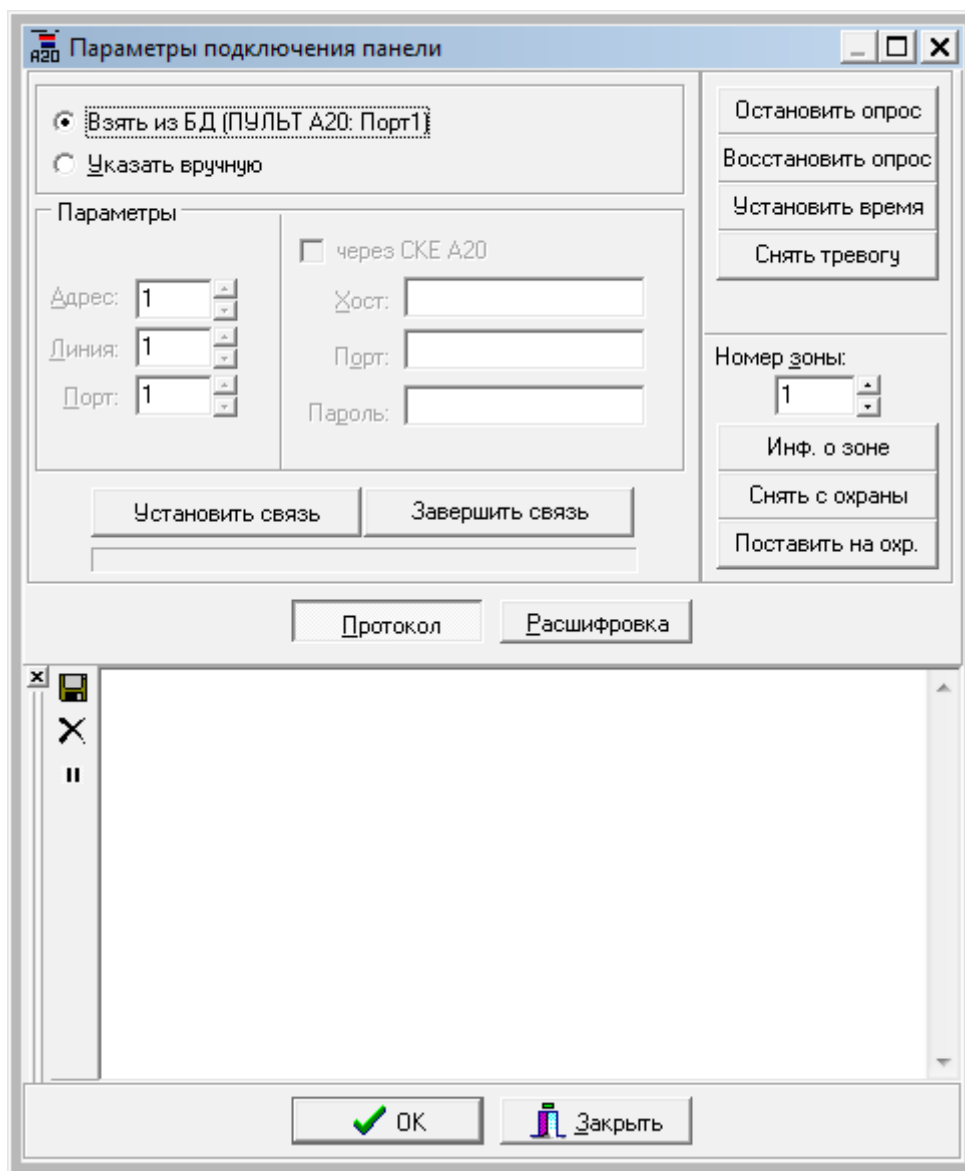 A20 Параметры подключения панели
Взять из БД (ПУЛЬТ А20: Порт1)
Указать вручную
Параметры
Адрес: 1
Линия: 1
Порт: 1
через СКЕ А20
Хост:
Порт:
Пароль:
Установить связь
Завершить связь
Остановить опрос
Восстановить опрос
Установить время
Снять тревогу
Номер зоны:
1
Инф. о зоне
Снять с охраны
Поставить на охр.
Протокол
Расшифровка
OK
Закрыть